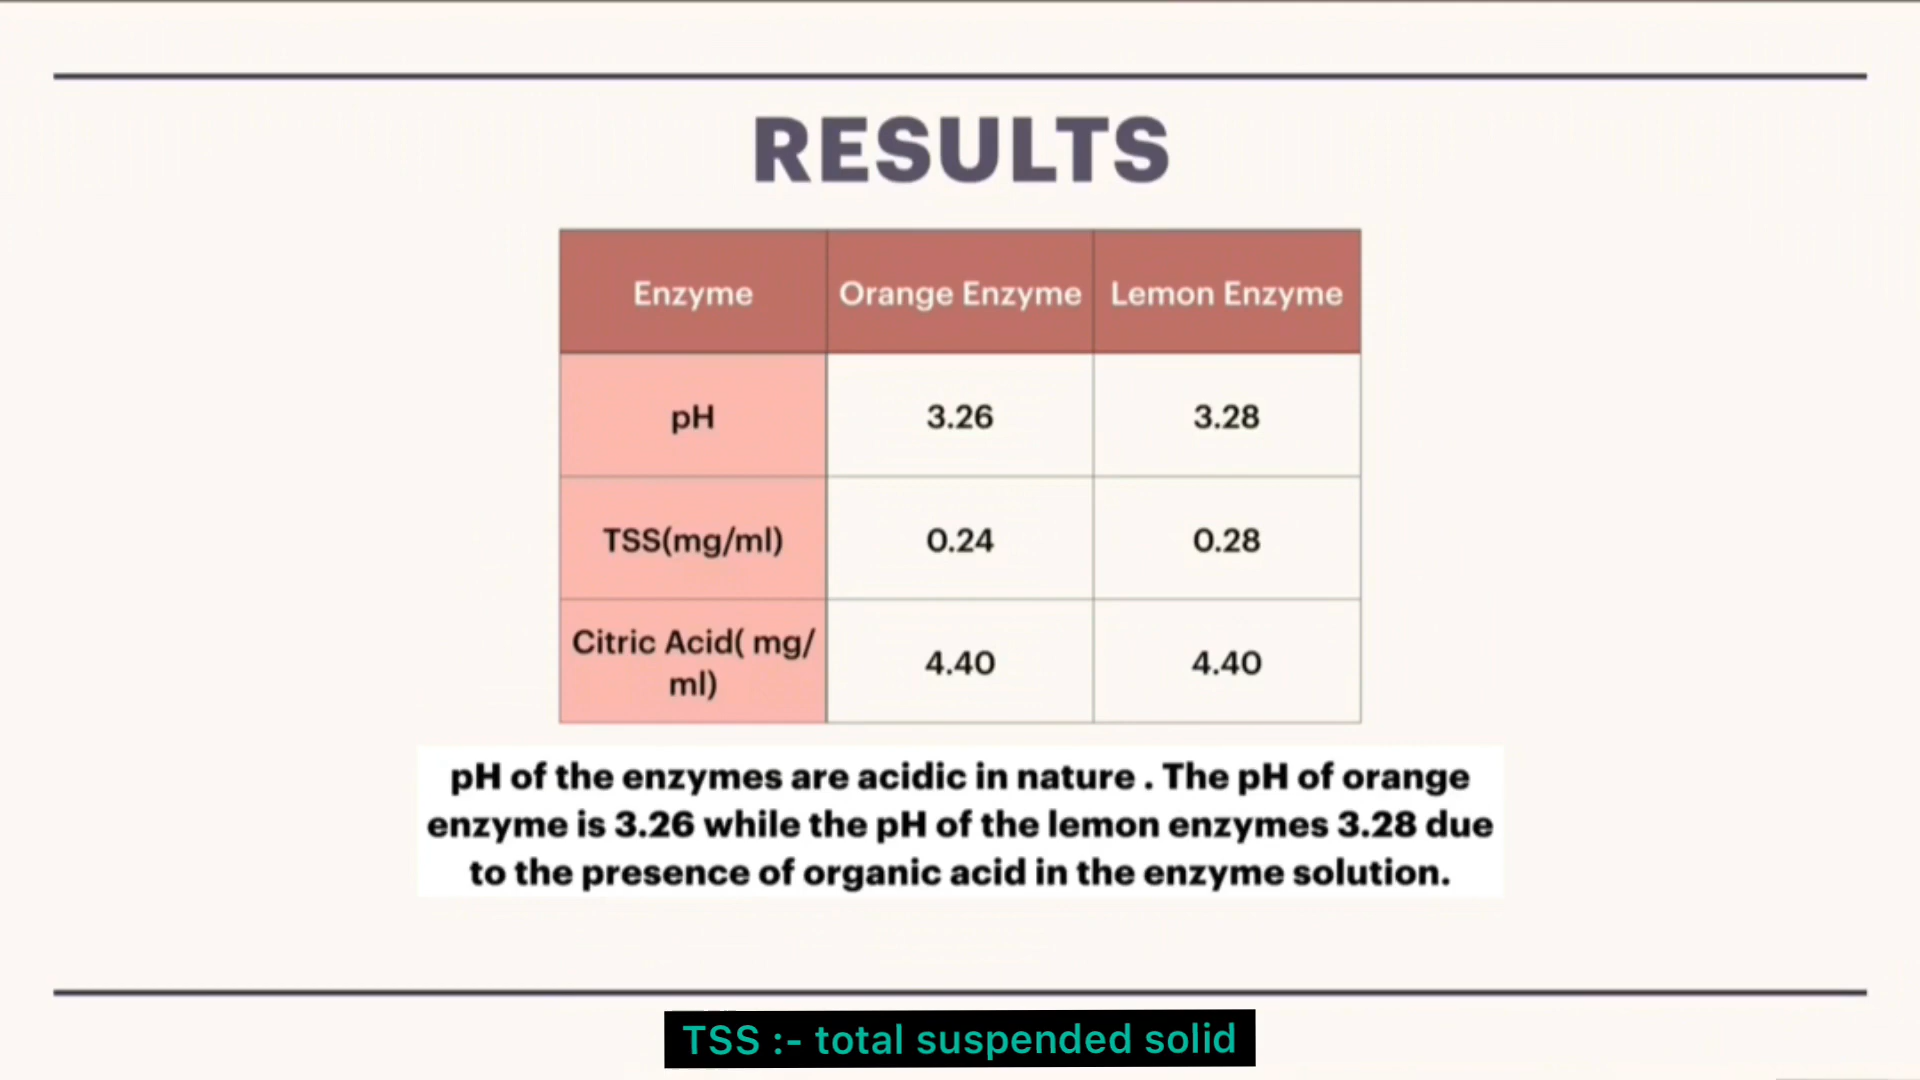 RESULTS
Enzyme Orange Enzyme Lemon Enzyme
pH 3.26 3.28
TSS(mg/ml) 0.24 0.28
Citric Acid( mg/
ml) 4.40 4.40
pH of the enzymes are acidic in nature . The pH of orange
enzyme is 3.26 while the pH of the lemon enzymes 3.28 due
to the presence of organic acid in the enzyme solution.
TSS :- total suspended solid